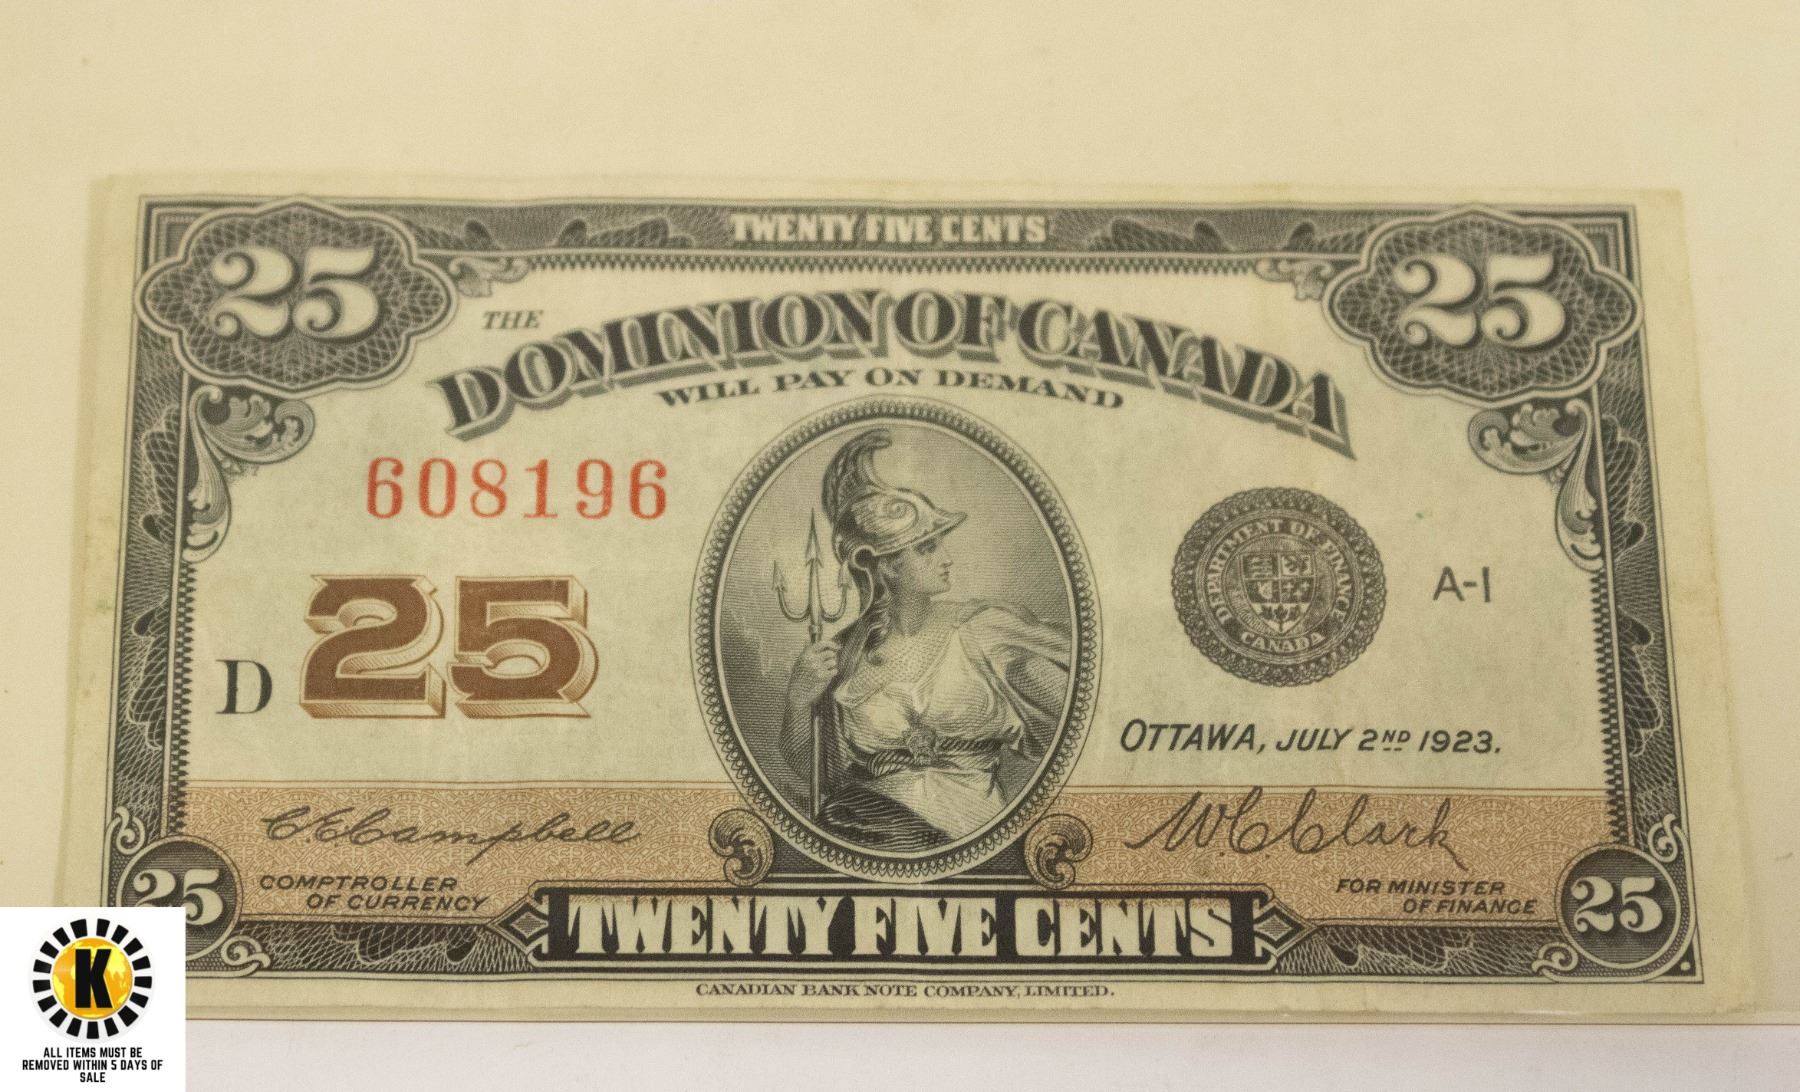 TWENTY FIVE CENTS
25
25
THE
DOMINION OF CANADA
WILL PAY ON DEMAND
608196
DEPARTMENT OF FINANCE
CANADA
A-1
D
25
OTTAWA, JULY 2ND 1923.
C.E. Campbell
W.C. Clark
COMPTROLLER
OF CURRENCY
FOR MINISTER
OF FINANCE
25
TWENTY FIVE CENTS
25
CANADIAN BANK NOTE COMPANY, LIMITED.
K
ALL ITEMS MUST BE
REMOVED WITHIN 5 DAYS OF
SALE